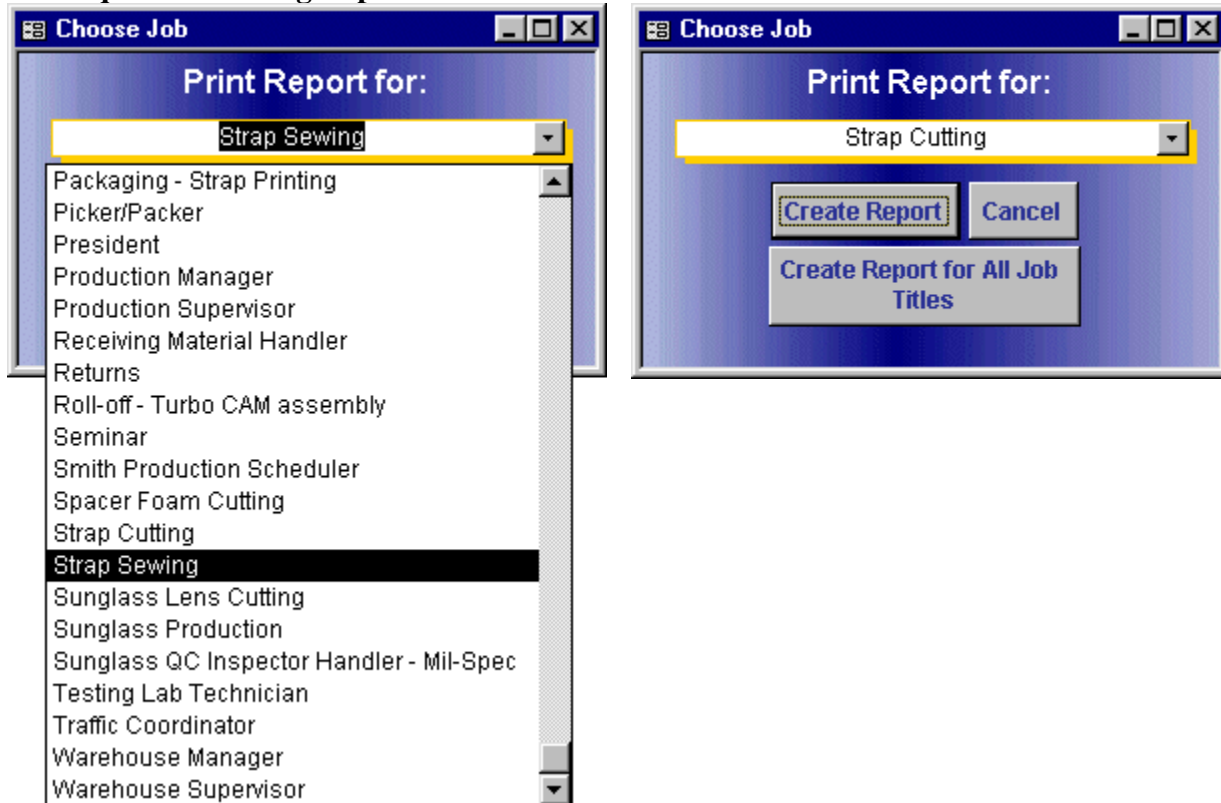 Choose Job
Print Report for:
Strap Sewing
Packaging - Strap Printing
Picker/Packer
President
Production Manager
Production Supervisor
Receiving Material Handler
Returns
Roll-off - Turbo CAM assembly
Seminar
Smith Production Scheduler
Spacer Foam Cutting
Strap Cutting
Strap Sewing
Sunglass Lens Cutting
Sunglass Production
Sunglass QC Inspector Handler - Mil-Spec
Testing Lab Technician
Traffic Coordinator
Warehouse Manager
Warehouse Supervisor
Choose Job
Print Report for:
Strap Cutting
Create Report Cancel
Create Report for All Job
Titles